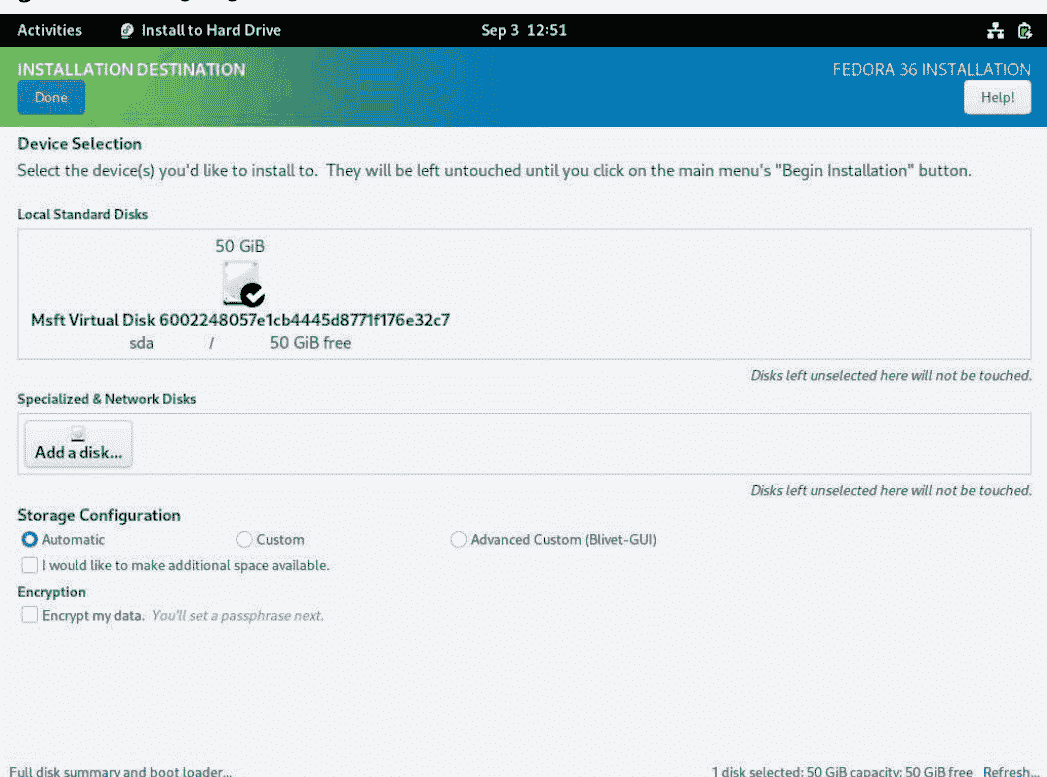 Activities Install to Hard Drive Sep 3 12:51
INSTALLATION DESTINATION FEDORA 36 INSTALLATION
Done Help!
Device Selection
Select the device(s) you'd like to install to. They will be left untouched until you click on the main menu's "Begin Installation" button.
Local Standard Disks
50 GiB
Msft Virtual Disk 6002248057e1cb4445d8771f176e32c7
sda / 50 GiB free
Disks left unselected here will not be touched.
Specialized & Network Disks
Add a disk...
Disks left unselected here will not be touched.
Storage Configuration
Automatic Custom Advanced Custom (Blivet-GUI)
I would like to make additional space available.
Encryption
Encrypt my data. You'll set a passphrase next.
Full disk summary and boot loader... 1 disk selected; 50 GiB capacity; 50 GiB free Refresh...